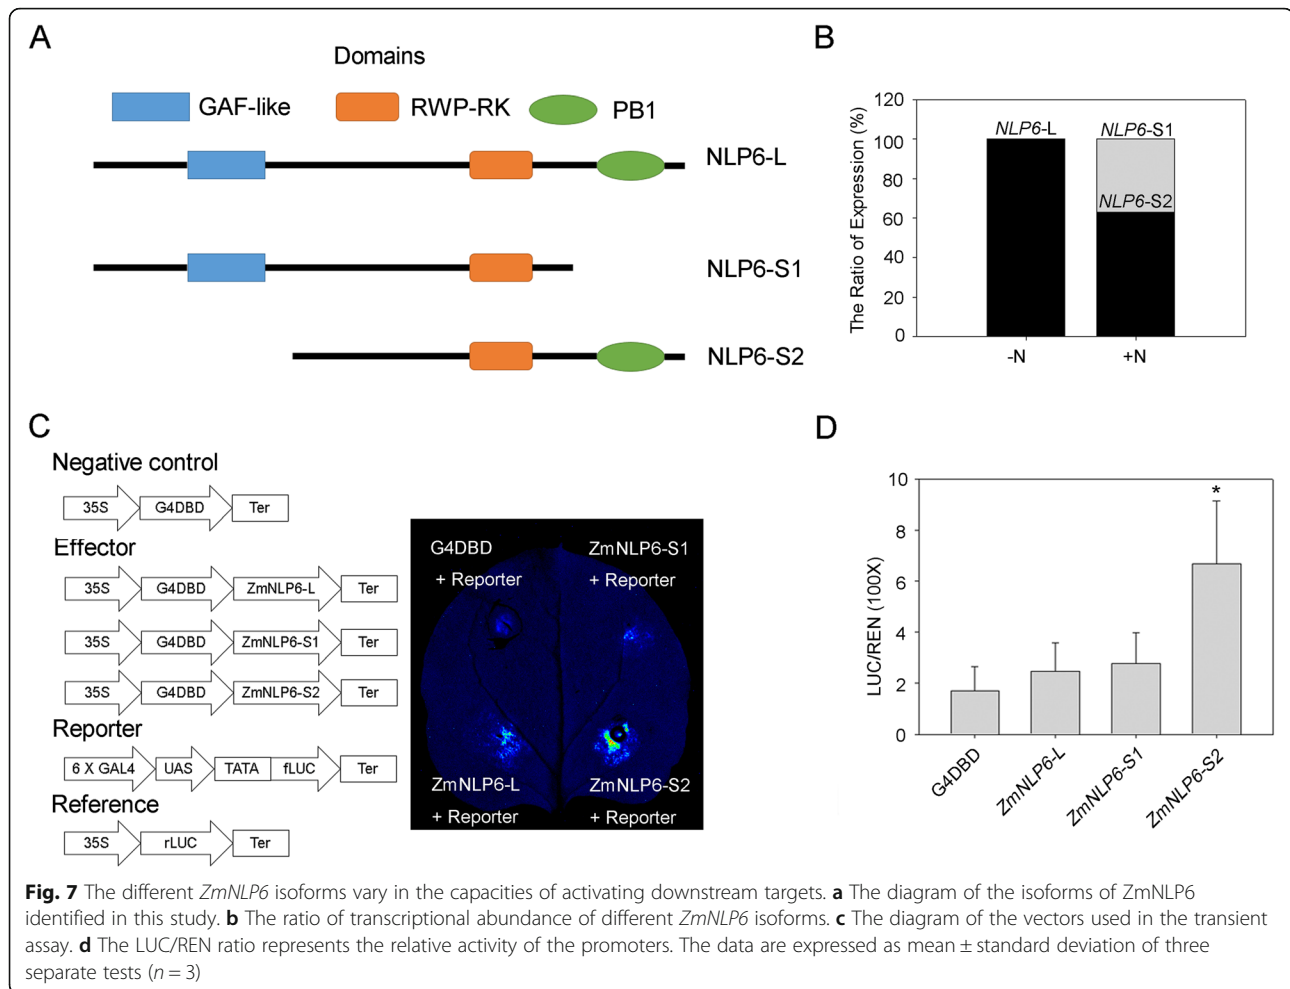 A
Domains
GAF-like
RWP-RK
PB1
NLP6-L
NLP6-S1
NLP6-S2
B
The Ratio of Expression (%)
120
100
80
60
40
20
0
NLP6-L
NLP6-S1
NLP6-S2
-N
+N
C
Negative control
35S G4DBD Ter
Effector
35S G4DBD ZmNLP6-L Ter
35S G4DBD ZmNLP6-S1 Ter
35S G4DBD ZmNLP6-S2 Ter
Reporter
6 X GAL4 UAS TATA fLUC Ter
Reference
35S rLUC Ter
G4DBD
+ Reporter
ZmNLP6-S1
+ Reporter
ZmNLP6-L
+ Reporter
ZmNLP6-S2
+ Reporter
D
LUC/REN (100X)
10
8
6
4
2
0
*
G4DBD
ZmNLP6-L
ZmNLP6-S1
ZmNLP6-S2
Fig. 7 The different ZmNLP6 isoforms vary in the capacities of activating downstream targets. a The diagram of the isoforms of ZmNLP6
identified in this study. b The ratio of transcriptional abundance of different ZmNLP6 isoforms. c The diagram of the vectors used in the transient
assay. d The LUC/REN ratio represents the relative activity of the promoters. The data are expressed as mean ± standard deviation of three
separate tests (n = 3)